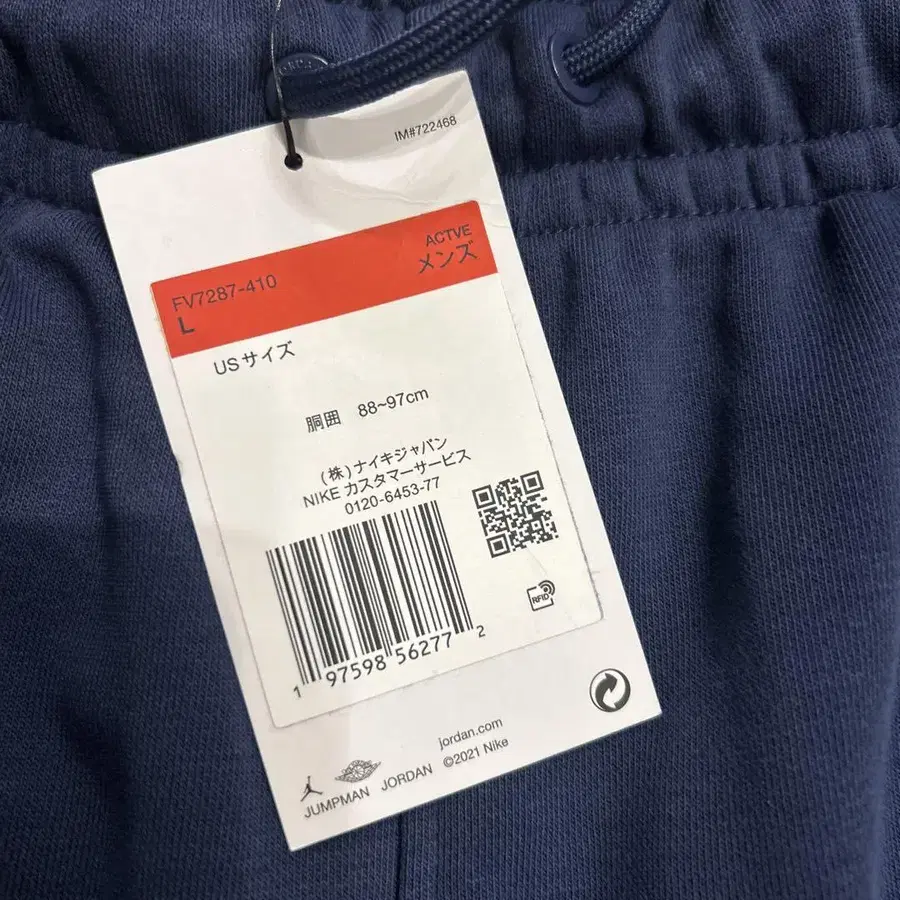 IM#722468
ACTVE
メンズ
FV7287-410
L
USサイズ
胴囲 88~97cm
(株)ナイキジャパン
NIKE カスタマーサービス
0120-6453-77
RFID
1 97598 56277 2
jordan.com
©2021 Nike
JUMPMAN JORDAN